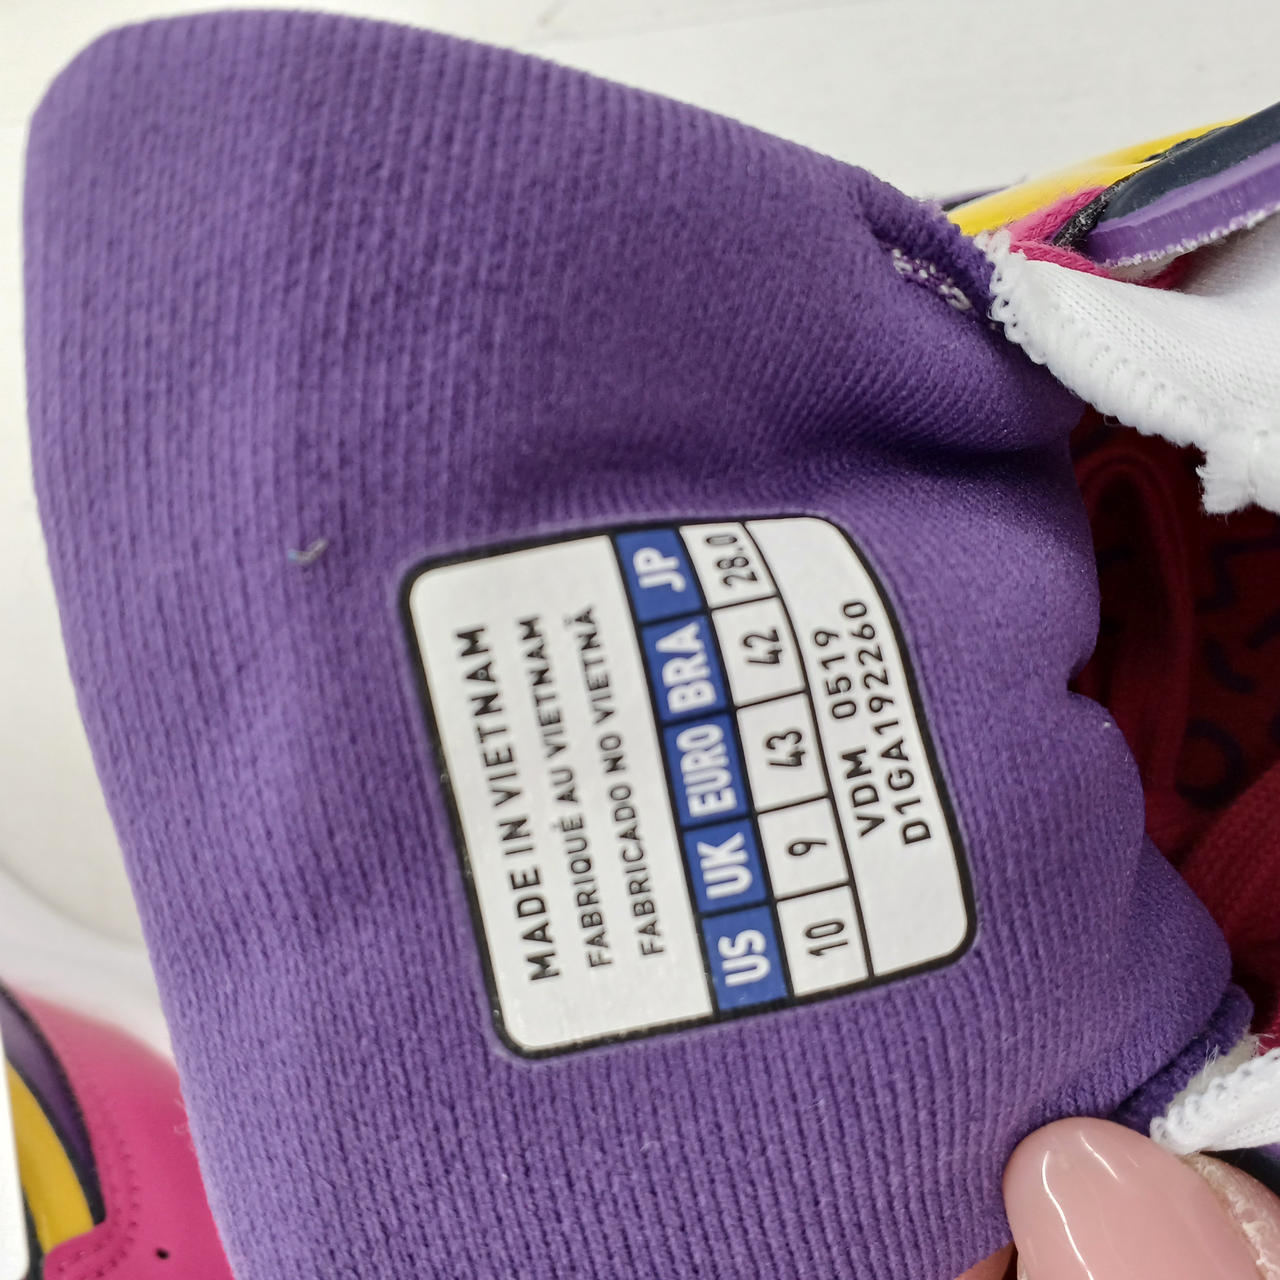 MADE IN VIETNAM
FABRIQUÉ AU VIETNAM
FABRICADO NO VIETNÃ
US UK EURO BRA JP
10 9 43 42 28.0
VDM 0519
D1GA192260